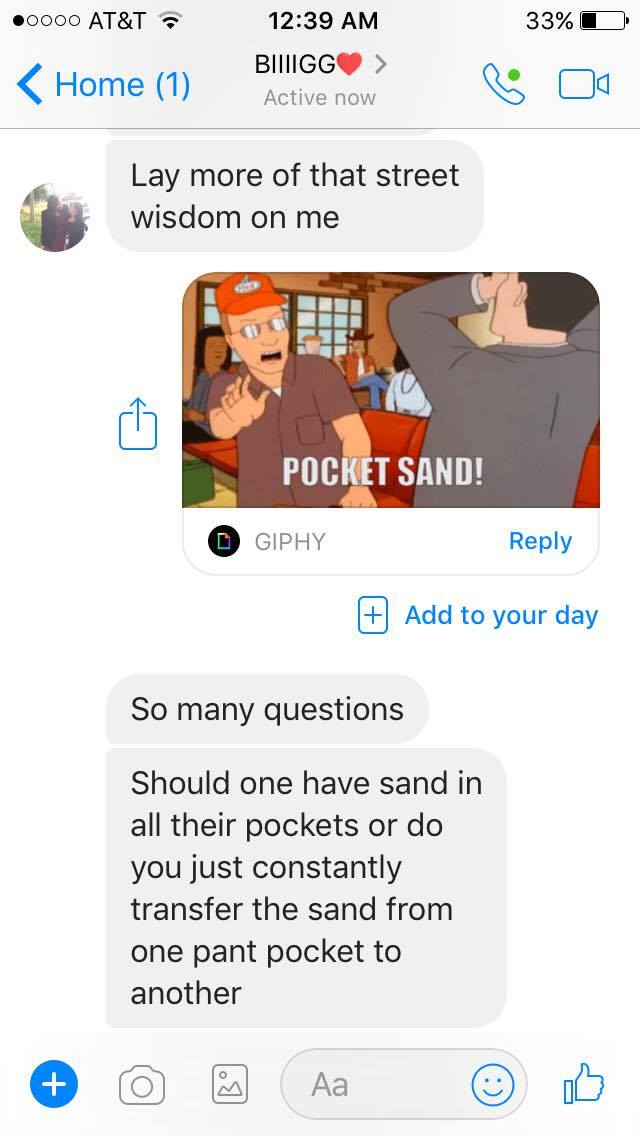 AT&T 12:39 AM 33%
Home (1) BIIIIGG❤️
Active now
Lay more of that street
wisdom on me
POCKET SAND!
GIPHY Reply
Add to your day
So many questions
Should one have sand in
all their pockets or do
you just constantly
transfer the sand from
one pant pocket to
another
Aa